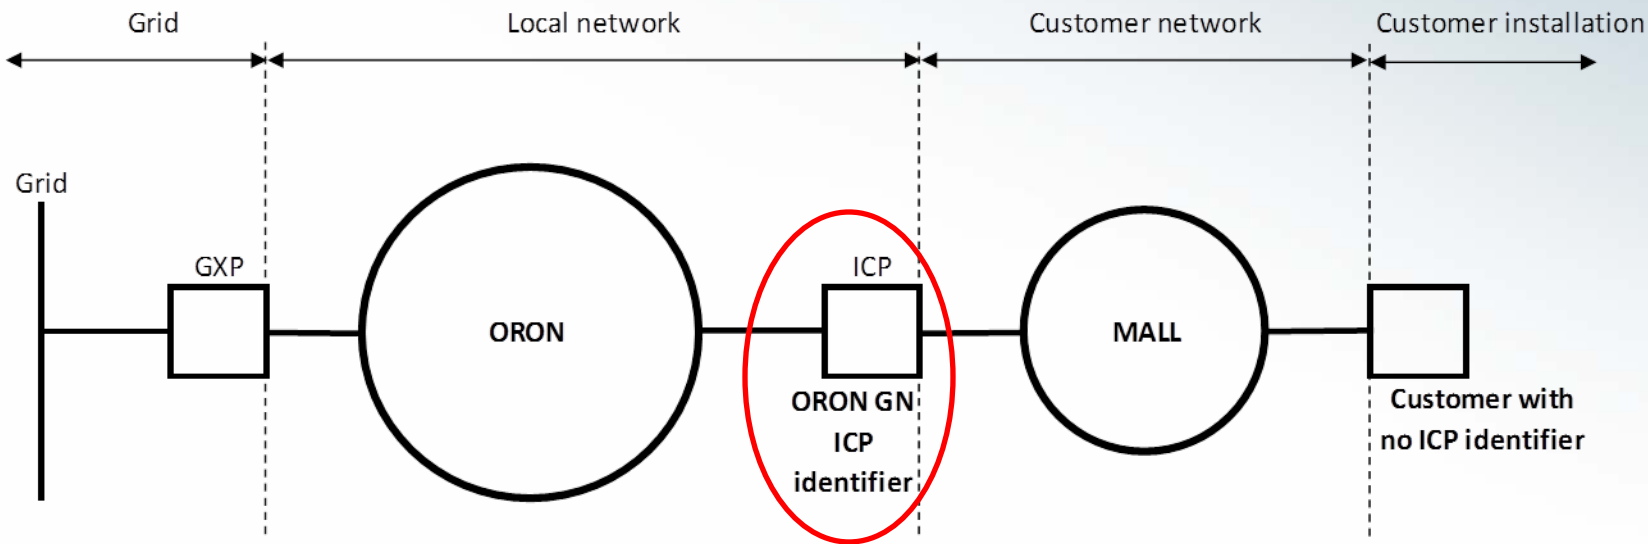 Grid
Local network
Customer network
Customer installation
Grid
GXP
ICP
ORON
MALL
ORON GN
ICP
identifier
Customer with
no ICP identifier